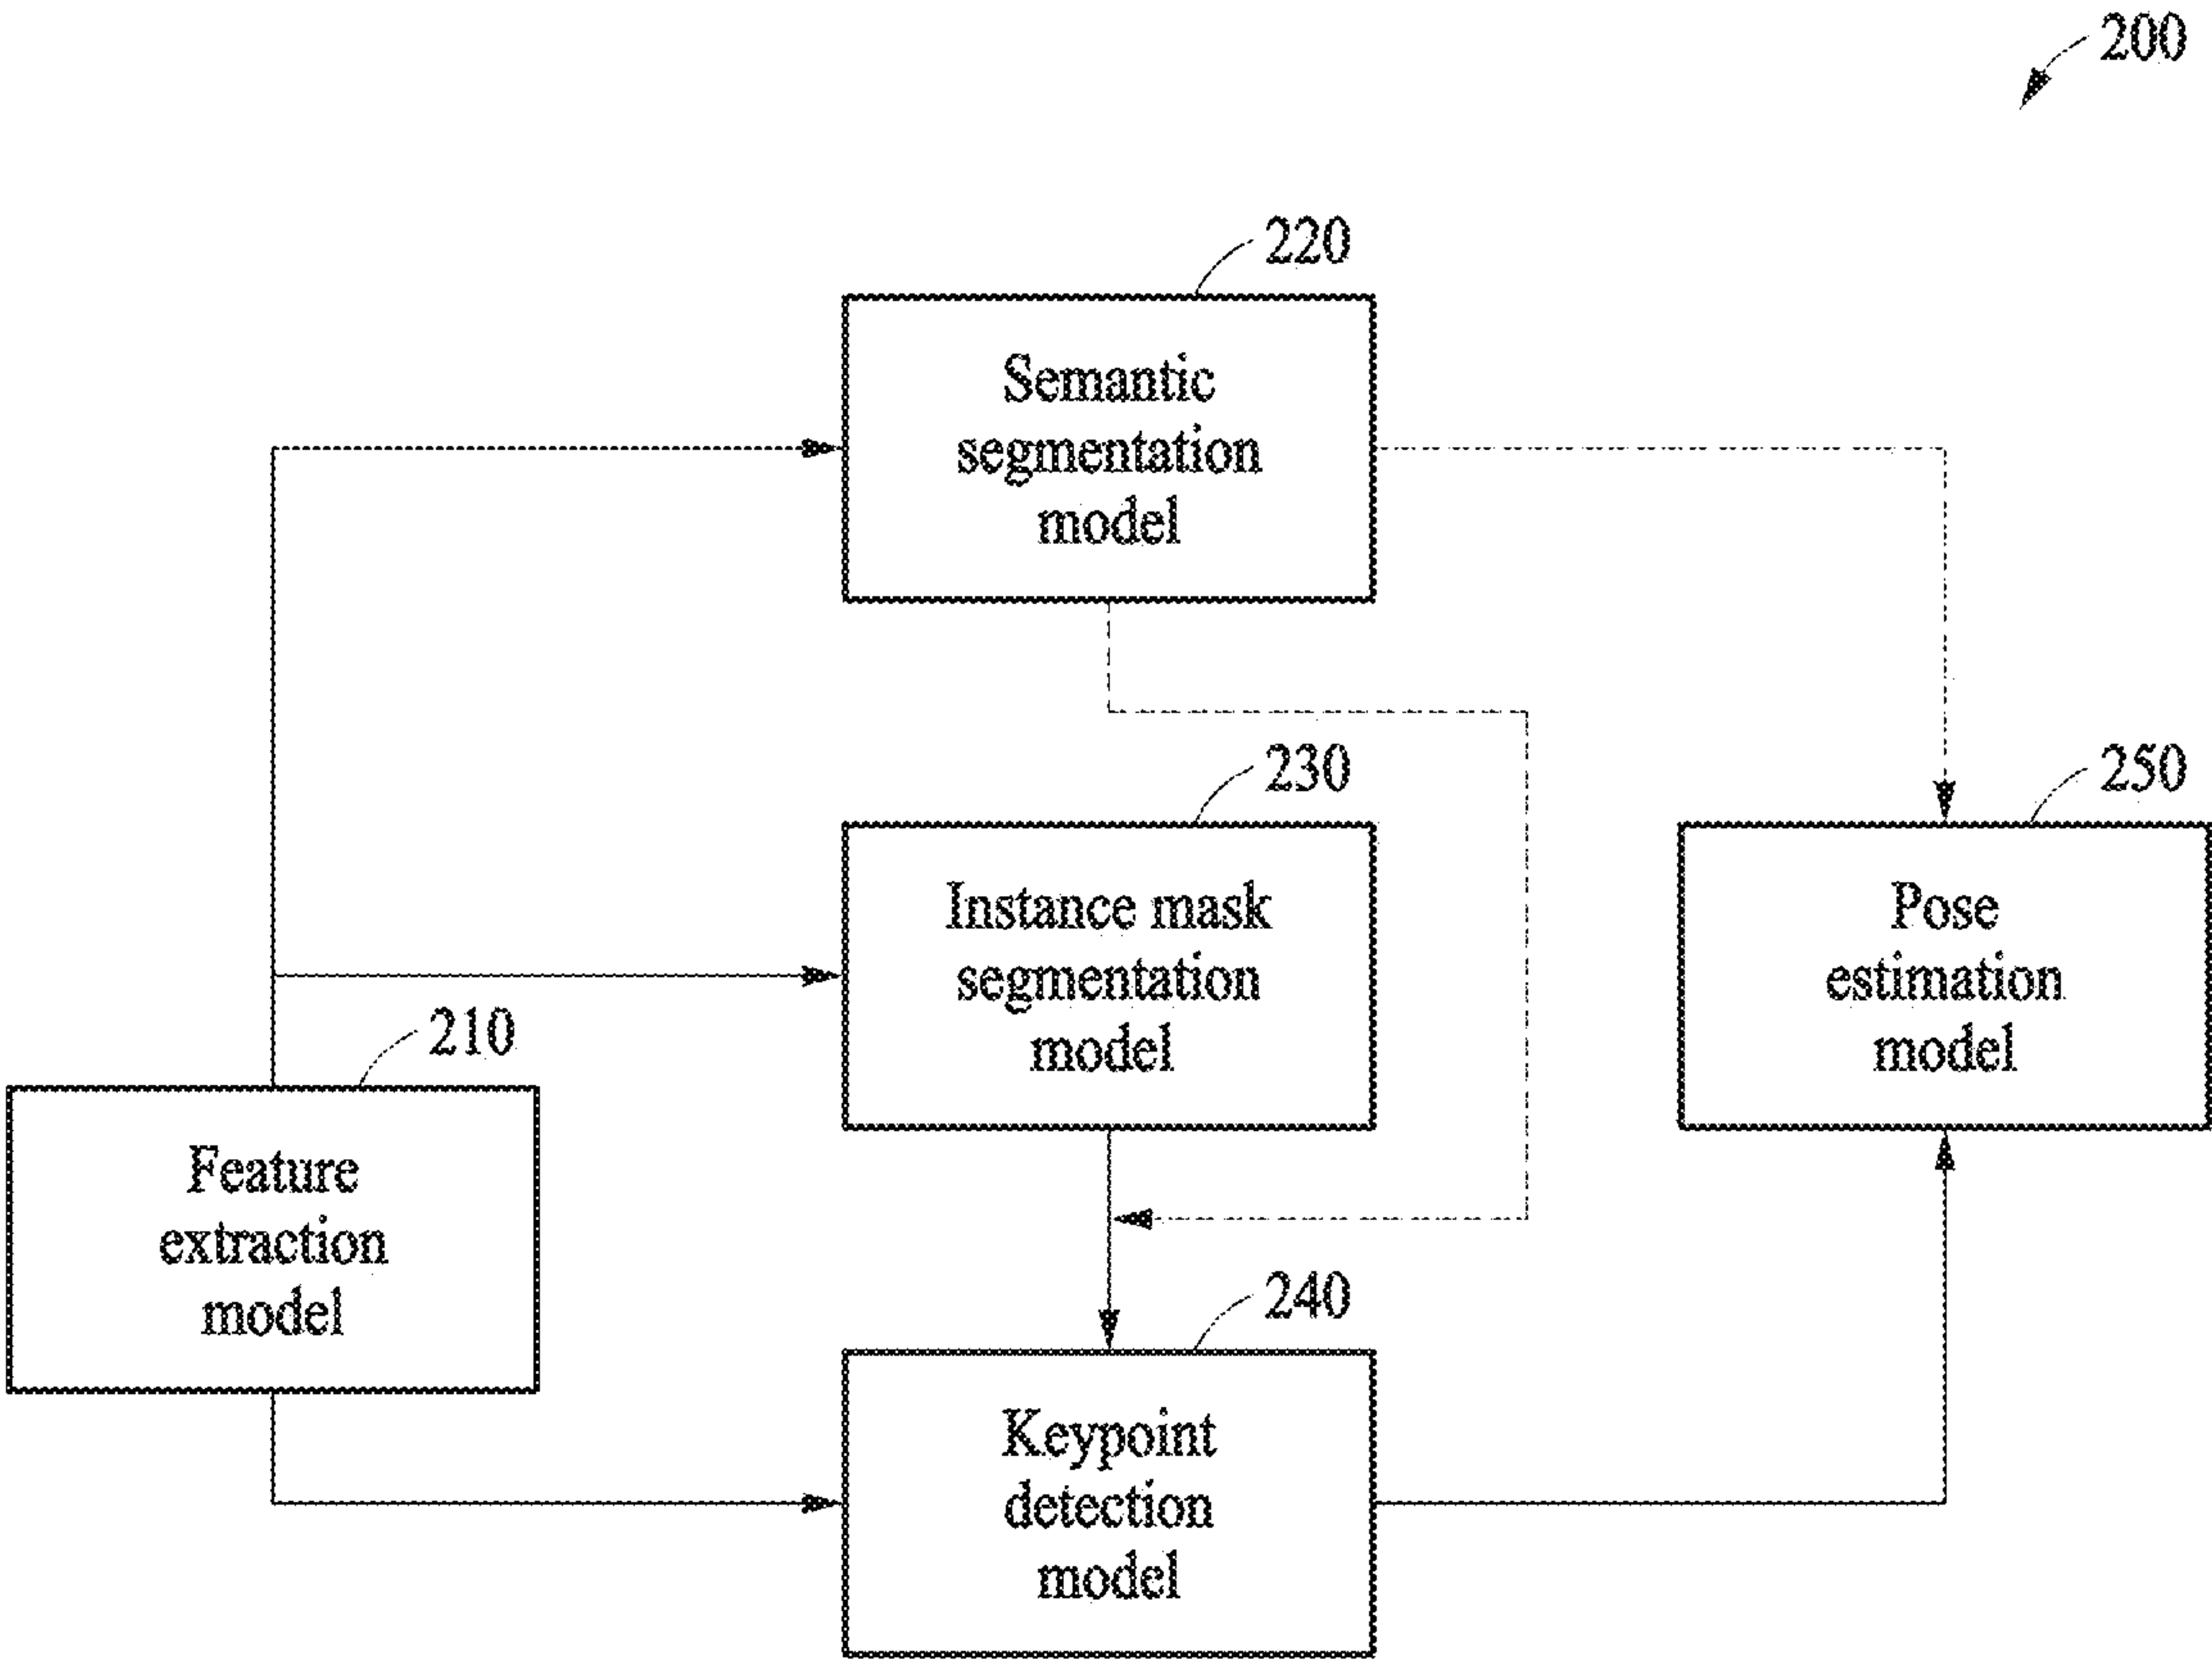 200
220
Semantic
segmentation
model
230
Instance mask
segmentation
model
250
Pose
estimation
model
210
Feature
extraction
model
240
Keypoint
detection
model